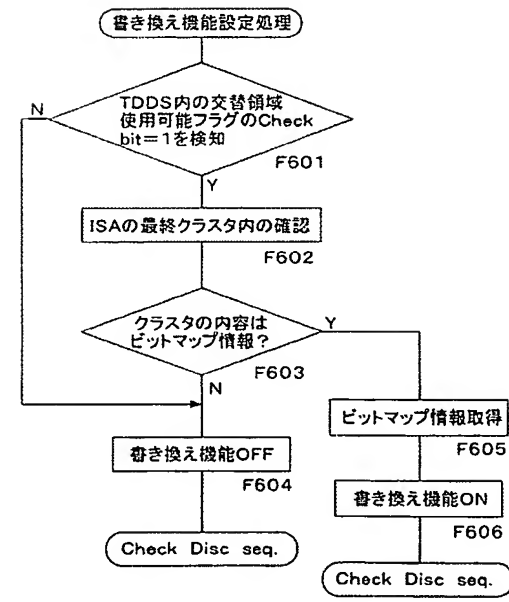 書き換え機能設定処理
N
TDDS内の交替領域
使用可能フラグのCheck
bit=1を検知
F601
Y
ISAの最終クラスタ内の確認
F602
クラスタの内容は
ビットマップ情報?
Y
F603
N
ビットマップ情報取得
F605
書き換え機能OFF
F604
書き換え機能ON
F606
Check Disc seq.
Check Disc seq.